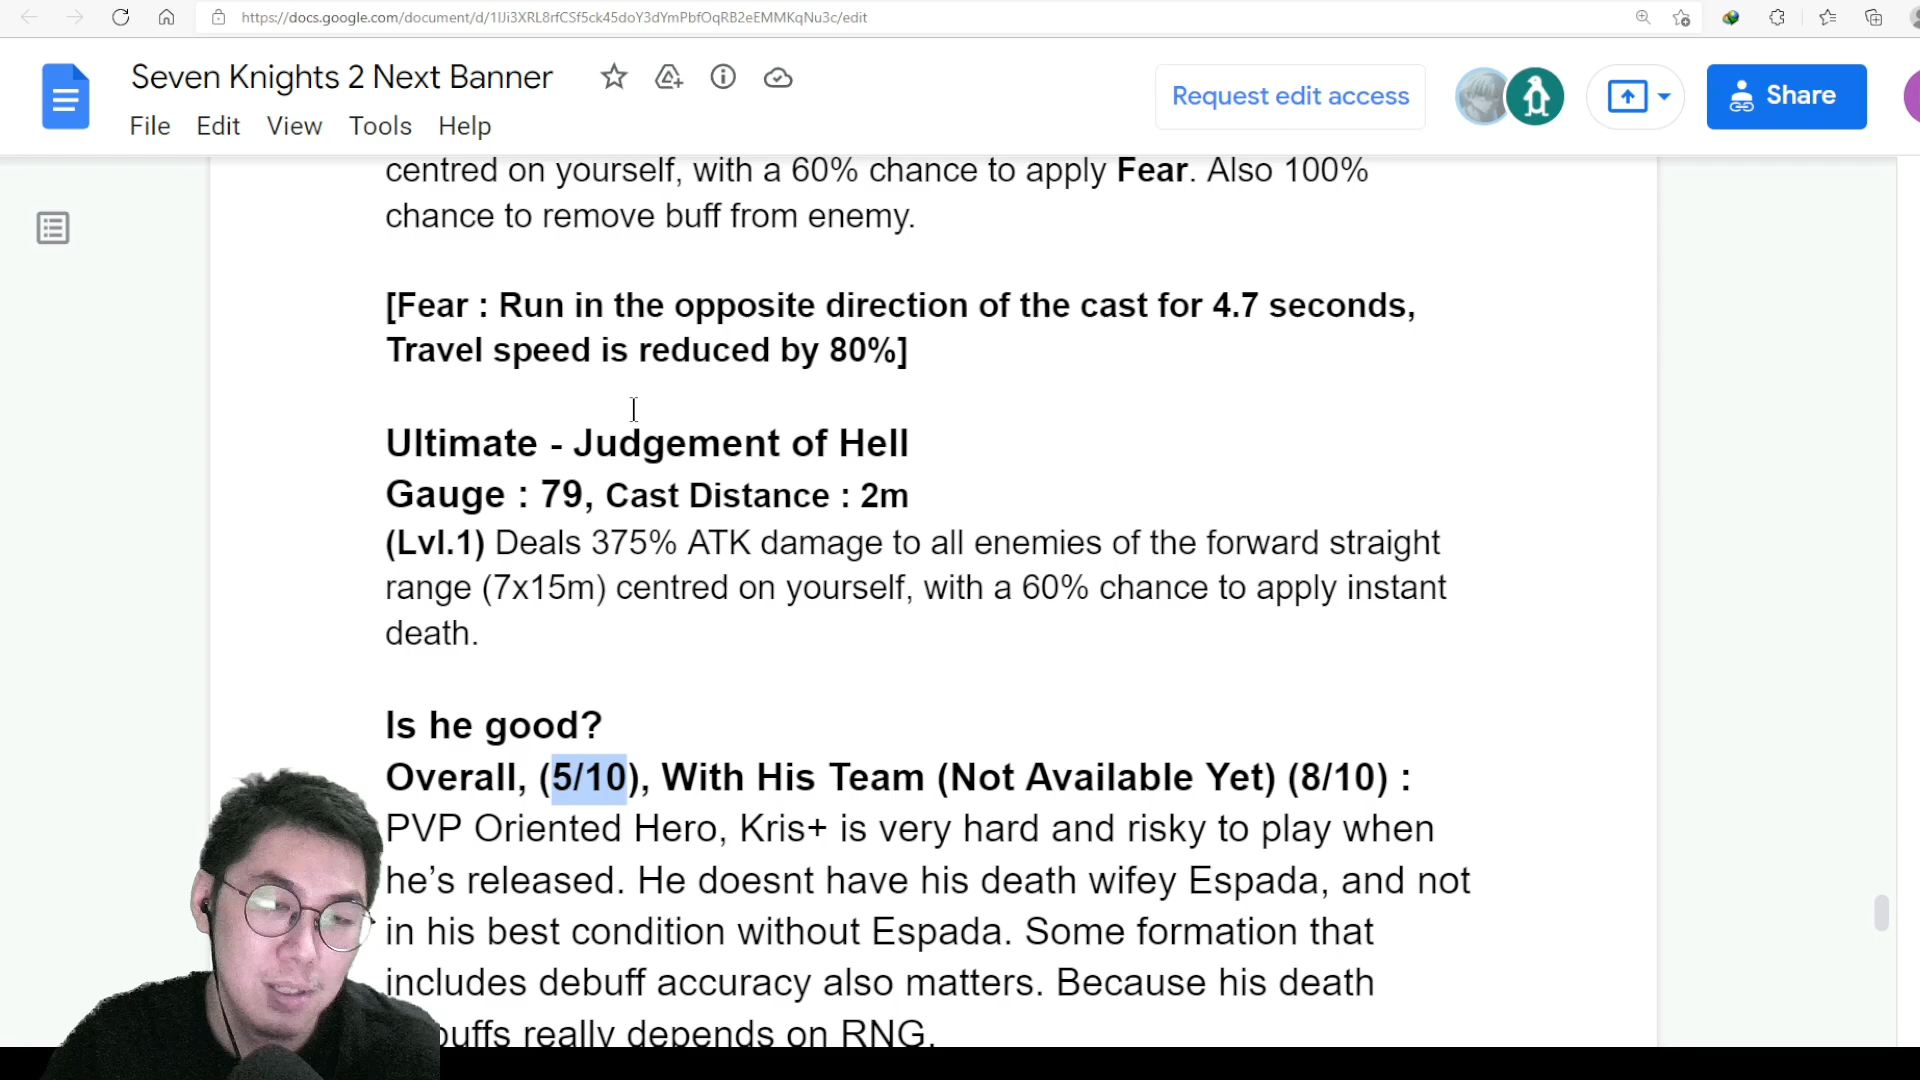 https://docs.google.com/document/d/1IJi3XRL8rfCSf5ck45doY3dYmPbfOqRB2eEMMKqNu3c/edit
Seven Knights 2 Next Banner
File Edit View Tools Help
Request edit access
Share
centred on yourself, with a 60% chance to apply Fear. Also 100%
chance to remove buff from enemy.
[Fear : Run in the opposite direction of the cast for 4.7 seconds,
Travel speed is reduced by 80%]
Ultimate - Judgement of Hell
Gauge : 79, Cast Distance : 2m
(Lvl.1) Deals 375% ATK damage to all enemies of the forward straight
range (7x15m) centred on yourself, with a 60% chance to apply instant
death.
Is he good?
Overall, (5/10), With His Team (Not Available Yet) (8/10) :
PVP Oriented Hero, Kris+ is very hard and risky to play when
he’s released. He doesnt have his death wifey Espada, and not
in his best condition without Espada. Some formation that
includes debuff accuracy also matters. Because his death
really depends on RNG.